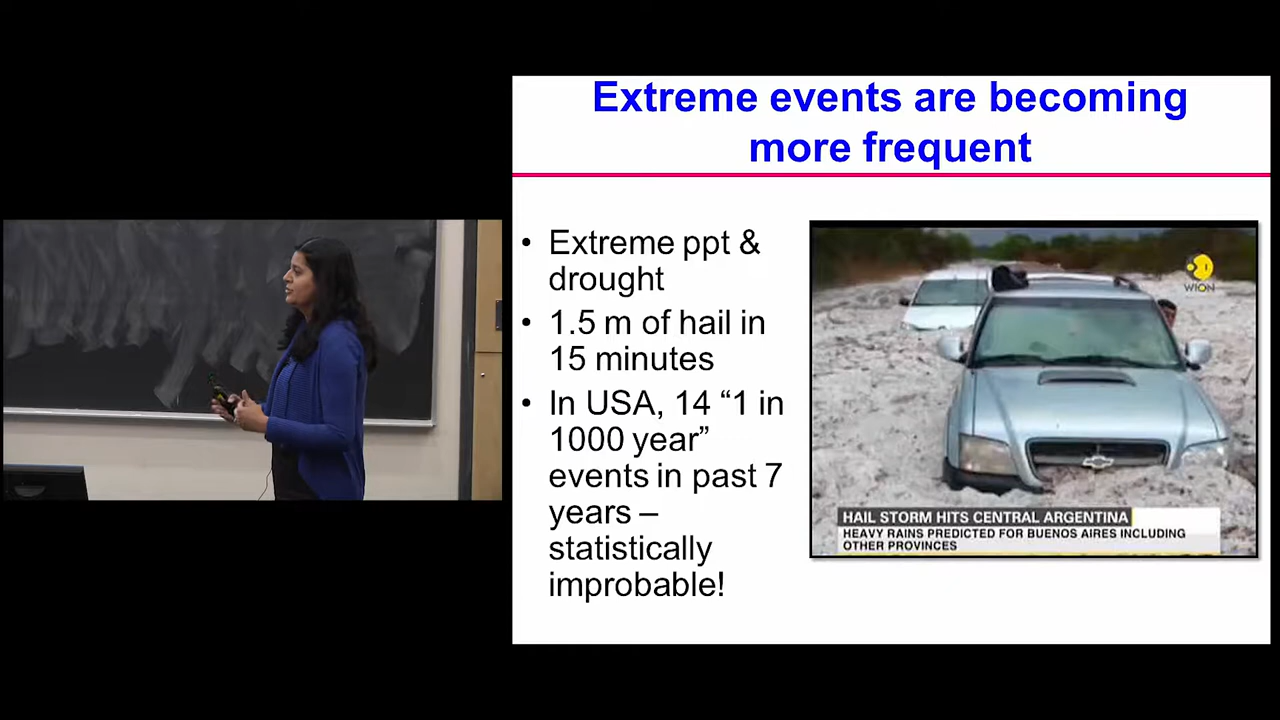 Extreme events are becoming
more frequent
• Extreme ppt &
drought
• 1.5 m of hail in
15 minutes
• In USA, 14 “1 in
1000 year”
events in past 7
years –
statistically
improbable!
WION
HAIL STORM HITS CENTRAL ARGENTINA
HEAVY RAINS PREDICTED FOR BUENOS AIRES INCLUDING
OTHER PROVINCES